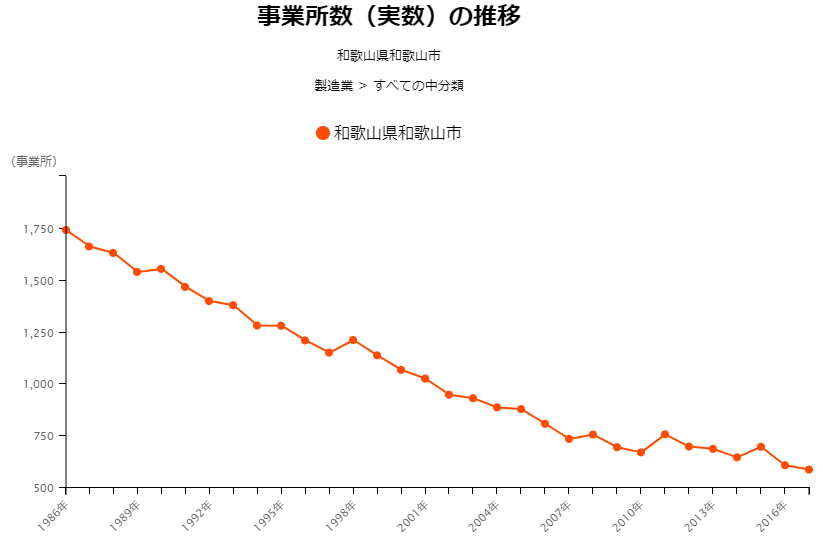 事業所数（実数）の推移
和歌山県和歌山市
製造業 > すべての中分類
和歌山県和歌山市
（事業所）
1,750
1,500
1,250
1,000
750
500
1986年 1989年 1992年 1995年 1998年 2001年 2004年 2007年 2010年 2013年 2016年